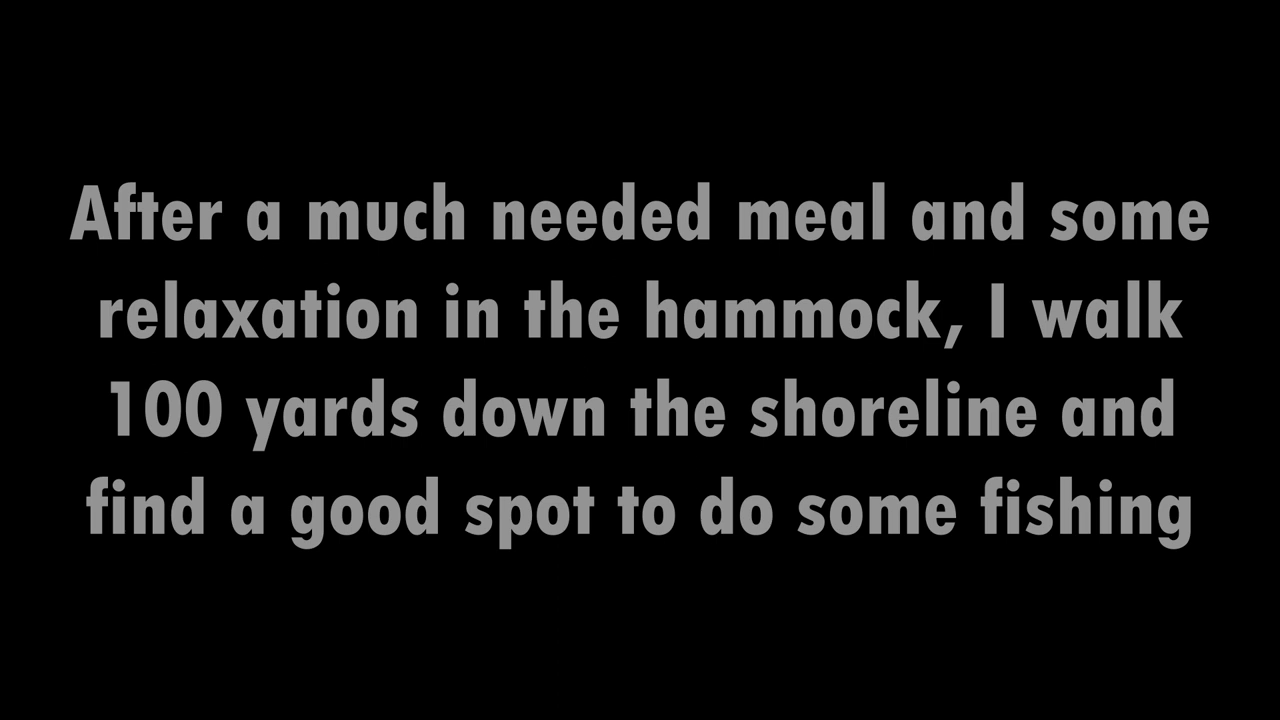 After a much needed meal and some
relaxation in the hammock, I walk
100 yards down the shoreline and
find a good spot to do some fishing